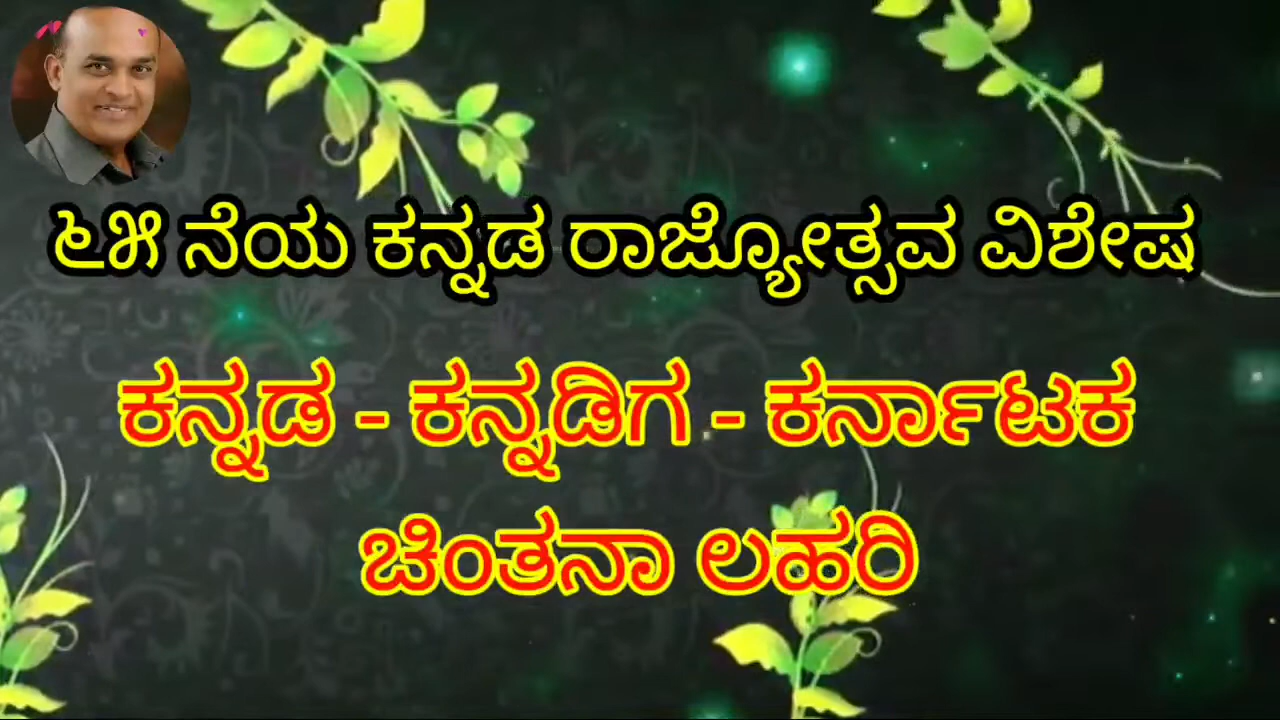 ೬೫ ನೆಯ ಕನ್ನಡ ರಾಜ್ಯೋತ್ಸವ ವಿಶೇಷ
ಕನ್ನಡ - ಕನ್ನಡಿಗ - ಕರ್ನಾಟಕ
ಚಿಂತನಾ ಲಹರಿ